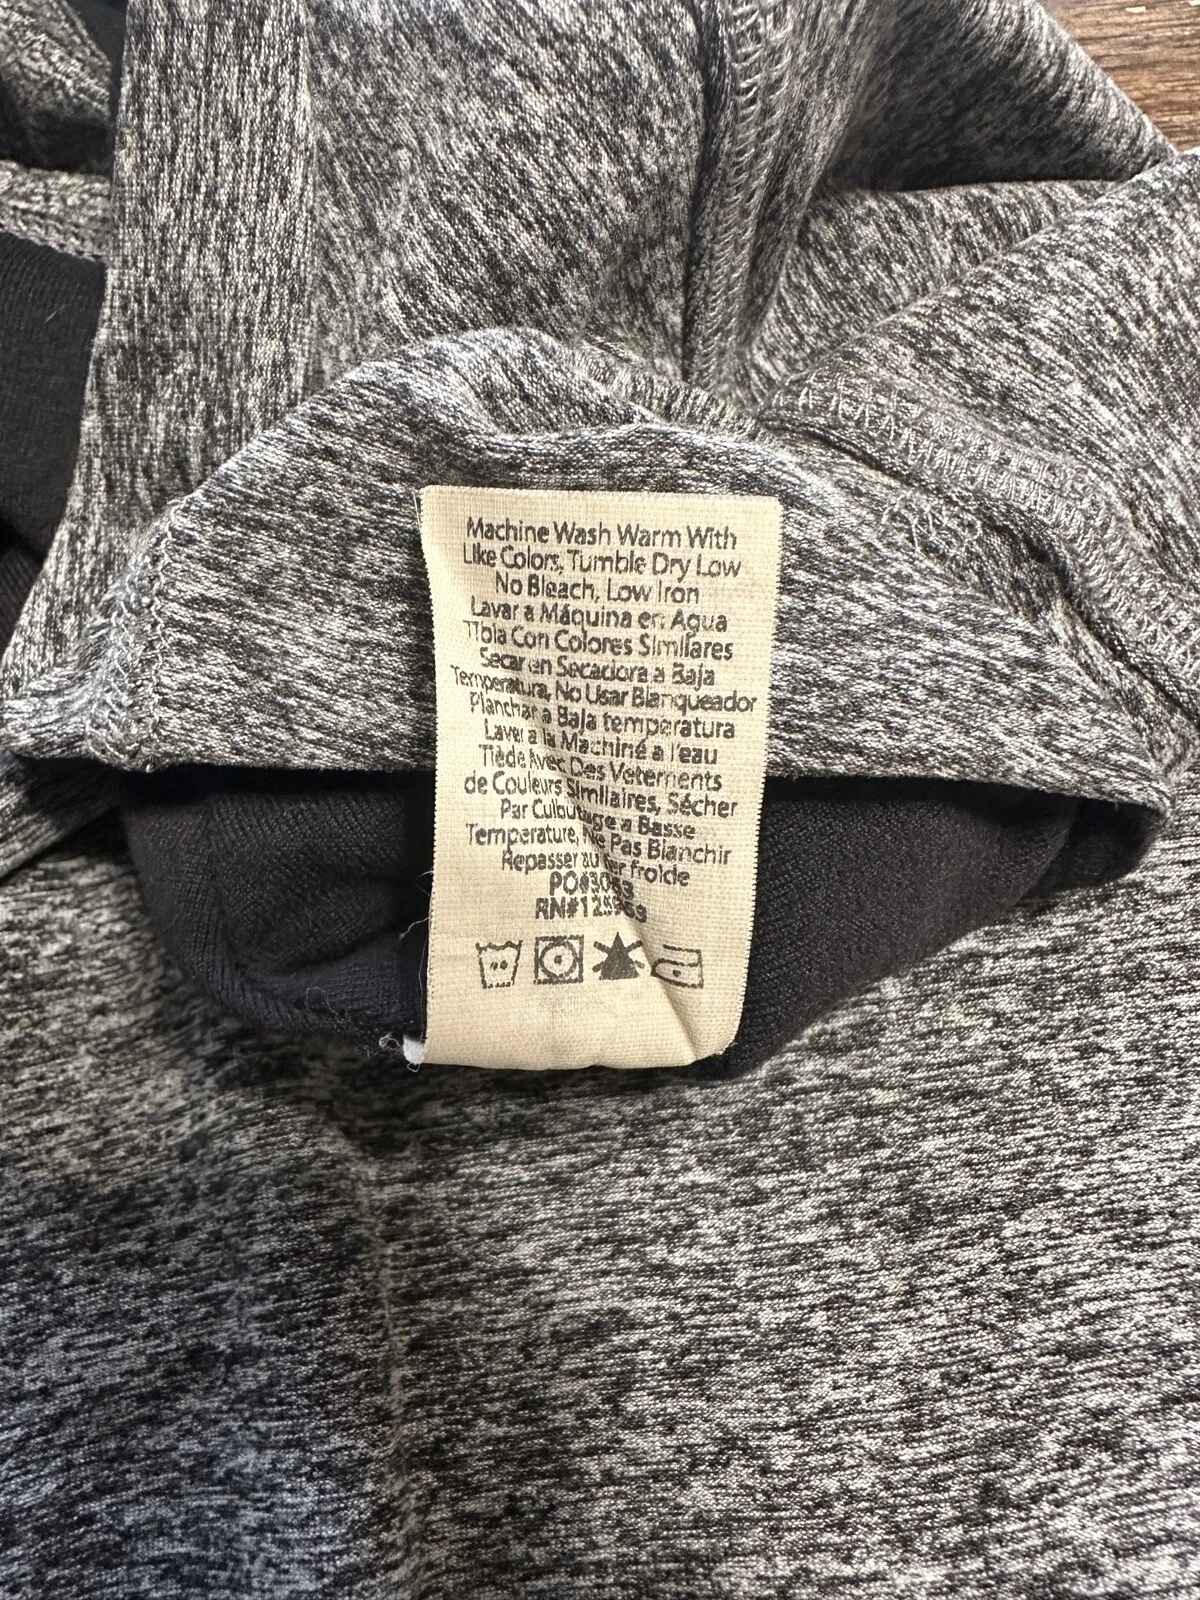 Machine Wash Warm With
Like Colors, Tumble Dry Low
No Bleach, Low Iron
Lavar a Máquina en Agua
TIbia Con Colores Similares
Secar en Secadora a Baja
Temperatura, No Usar Blanqueador
Planchar a Baja temperatura
Laver a la Machiné a l'eau
Tiède Avec Des Vetements
de Couleurs Similaires, Sécher
Par Culbutage a Basse
Temperature, Ne Pas Blanchir
Repasser au fer froide